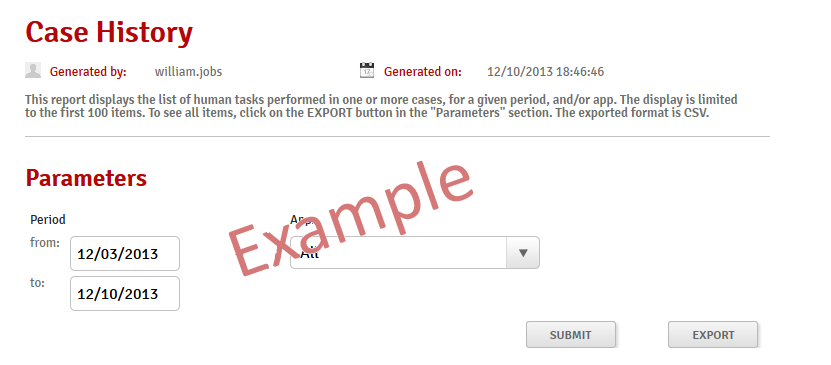 Case History
Generated by: william.jobs Generated on: 12/10/2013 18:46:46
This report displays the list of human tasks performed in one or more cases, for a given period, and/or app. The display is limited
to the first 100 items. To see all items, click on the EXPORT button in the "Parameters" section. The exported format is CSV.
Parameters
Example
Period App:
from: 12/03/2013 All
to: 12/10/2013
SUBMIT EXPORT